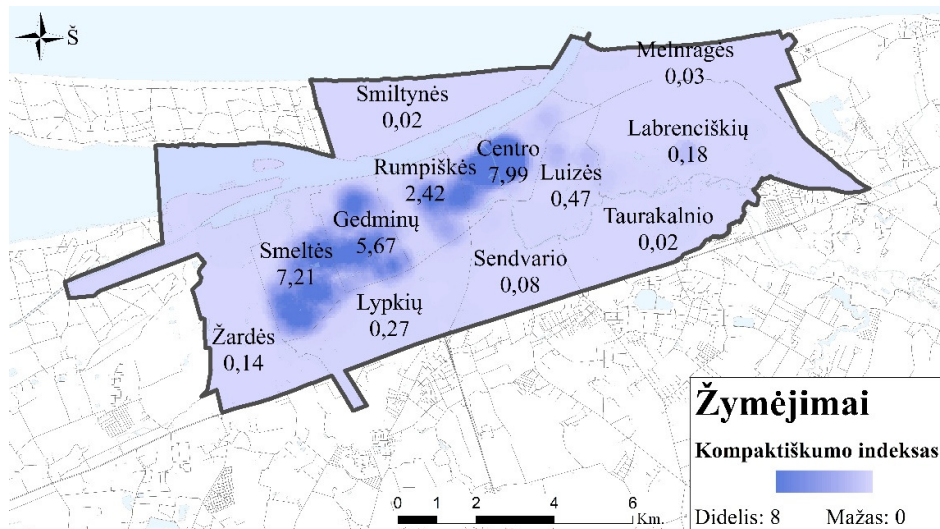 Š
Melnragės
0,03
Smiltynės
0,02
Labrenciškių
0,18
Centro
7,99
Rumpiškės
2,42
Luizės
0,47
Taurakalnio
0,02
Gedminų
5,67
Smeltės
7,21
Sendvario
0,08
Lypkių
0,27
Žardės
0,14
Žymėjimai
Kompaktiškumo indeksas
Didelis: 8 Mažas: 0
0 1 2 4 6
Km.